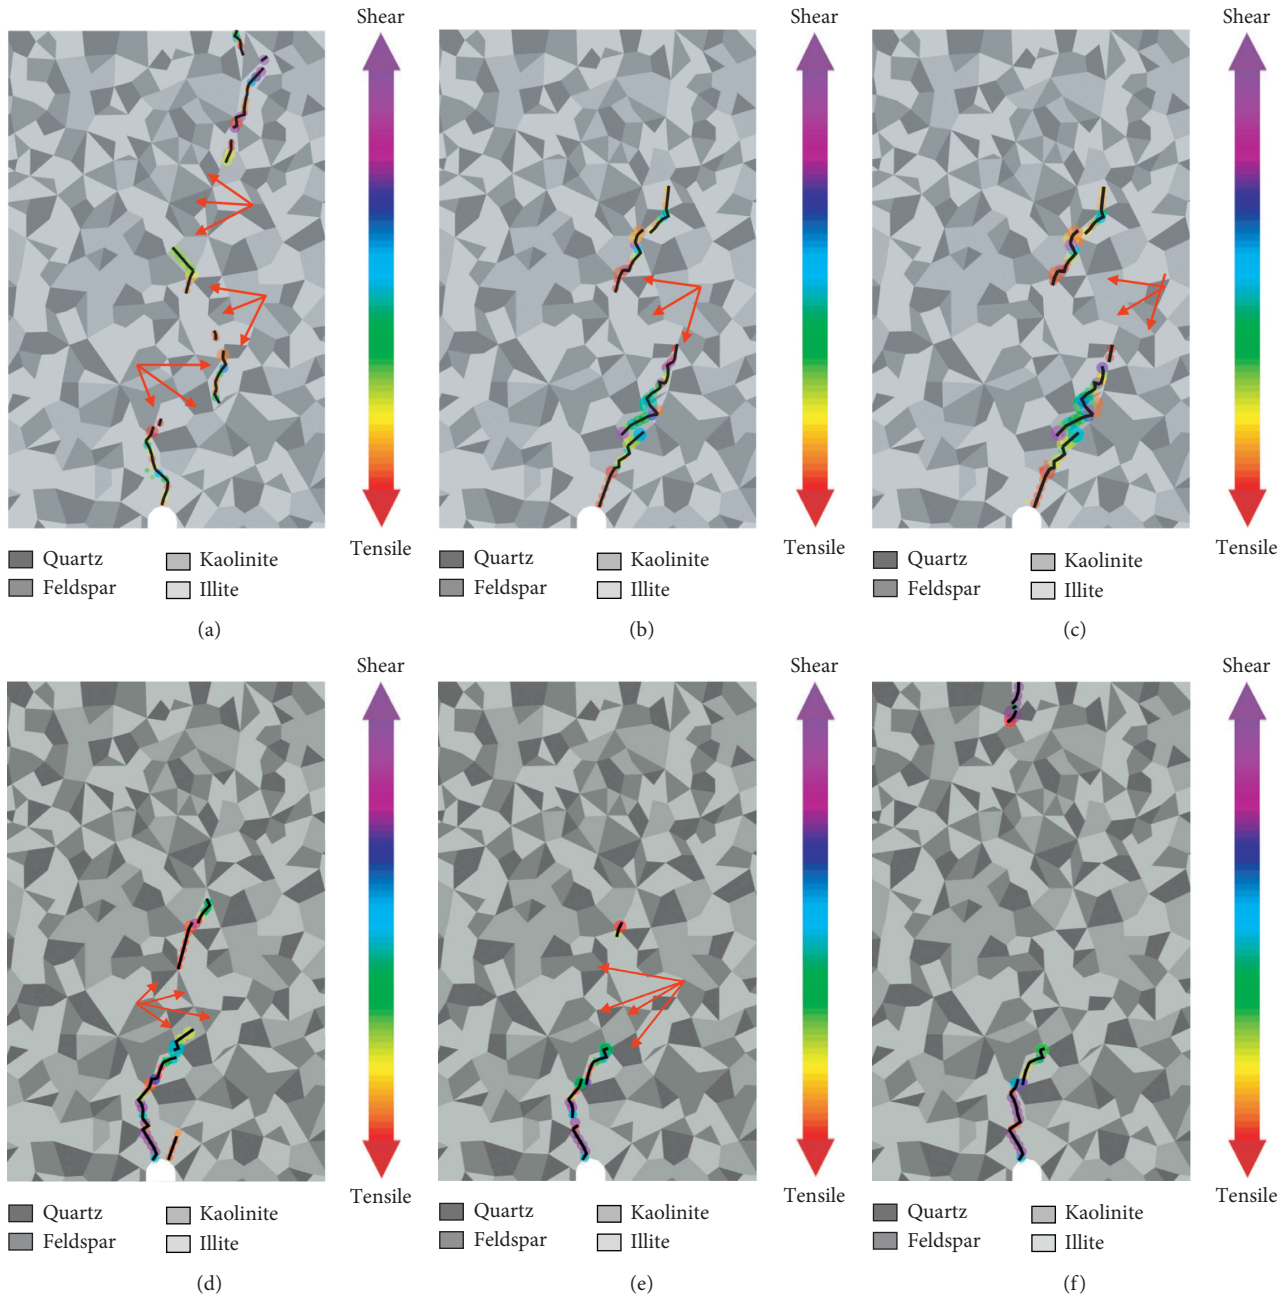 Shear
Tensile
Quartz
Kaolinite
Feldspar
Illite
(a)
Shear
Tensile
Quartz
Kaolinite
Feldspar
Illite
(b)
Shear
Tensile
Quartz
Kaolinite
Feldspar
Illite
(c)
Shear
Tensile
Quartz
Kaolinite
Feldspar
Illite
(d)
Shear
Tensile
Quartz
Kaolinite
Feldspar
Illite
(e)
Shear
Tensile
Quartz
Kaolinite
Feldspar
Illite
(f)